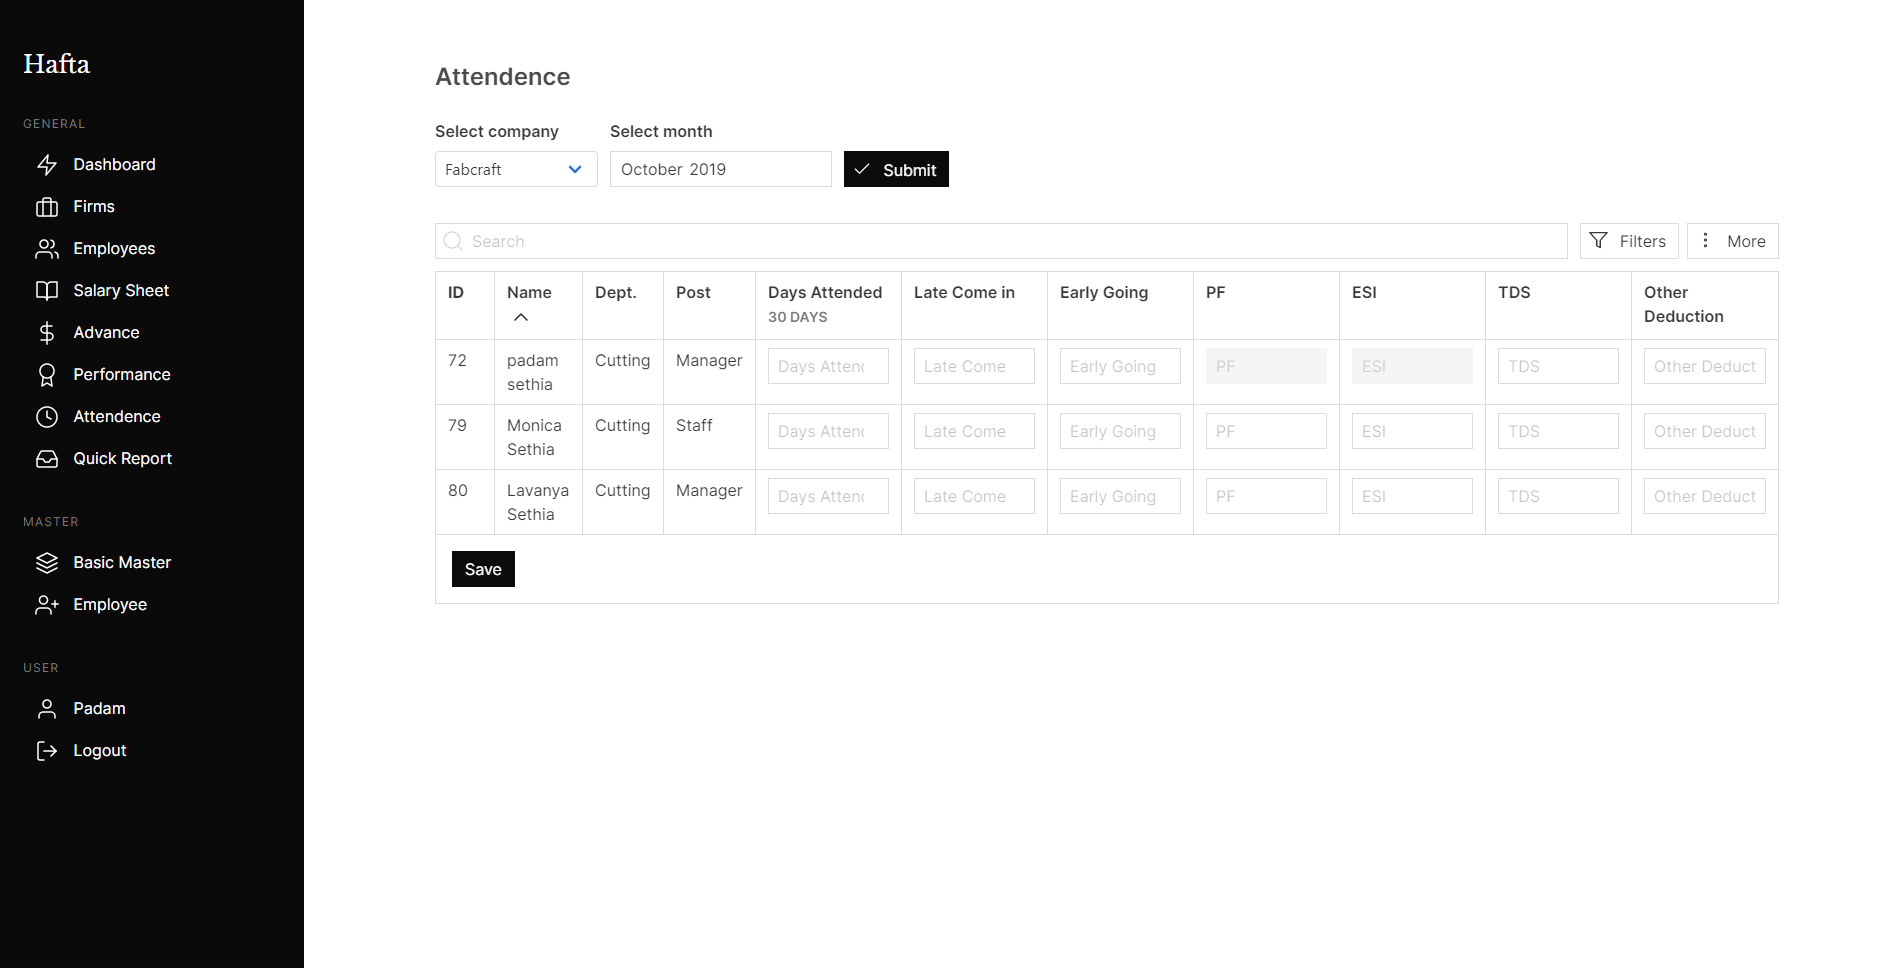 Hafta
GENERAL
Dashboard
Firms
Employees
Salary Sheet
Advance
Performance
Attendence
Quick Report
MASTER
Basic Master
Employee
USER
Padam
Logout
Attendence
Select company Select month
Fabcraft October 2019 Submit
Search Filters More
ID Name Dept. Post Days Attended Late Come in Early Going PF ESI TDS Other
30 DAYS Deduction
72 padam Cutting Manager Days Attend Late Come Early Going PF ESI TDS Other Deduct
sethia
79 Monica Cutting Staff Days Attend Late Come Early Going PF ESI TDS Other Deduct
Sethia
80 Lavanya Cutting Manager Days Attend Late Come Early Going PF ESI TDS Other Deduct
Sethia
Save